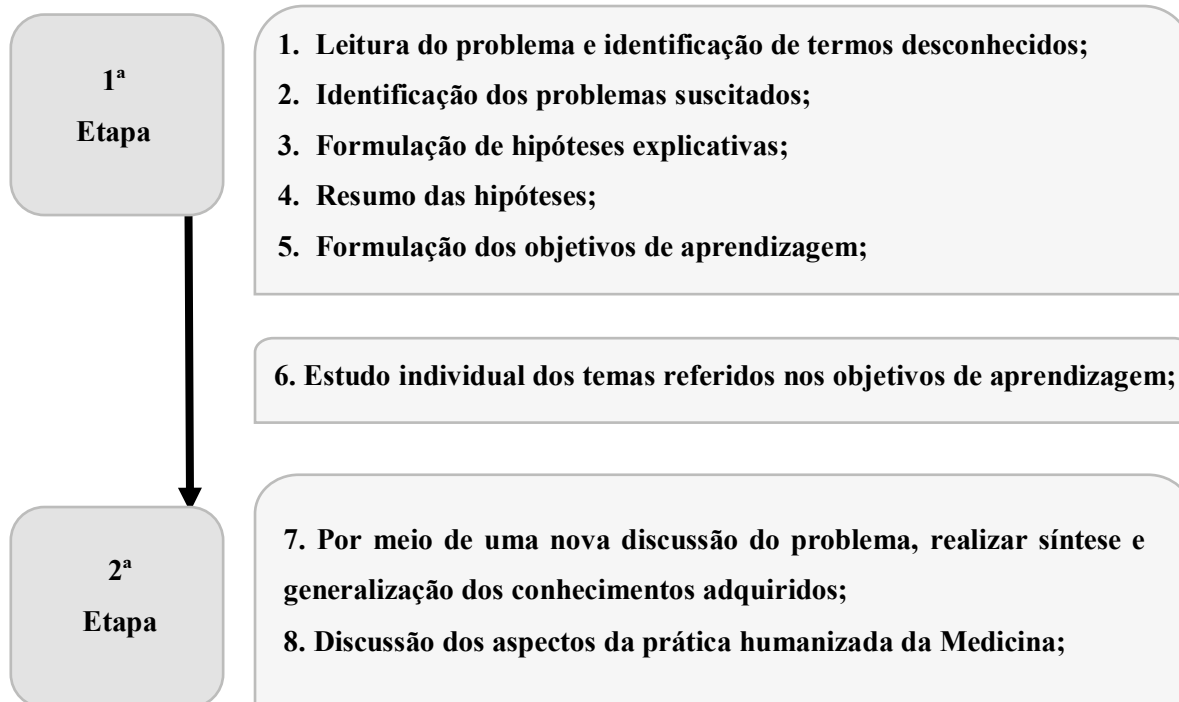 1ª
Etapa
1. Leitura do problema e identificação de termos desconhecidos;
2. Identificação dos problemas suscitados;
3. Formulação de hipóteses explicativas;
4. Resumo das hipóteses;
5. Formulação dos objetivos de aprendizagem;
6. Estudo individual dos temas referidos nos objetivos de aprendizagem;
2ª
Etapa
7. Por meio de uma nova discussão do problema, realizar síntese e
generalização dos conhecimentos adquiridos;
8. Discussão dos aspectos da prática humanizada da Medicina;